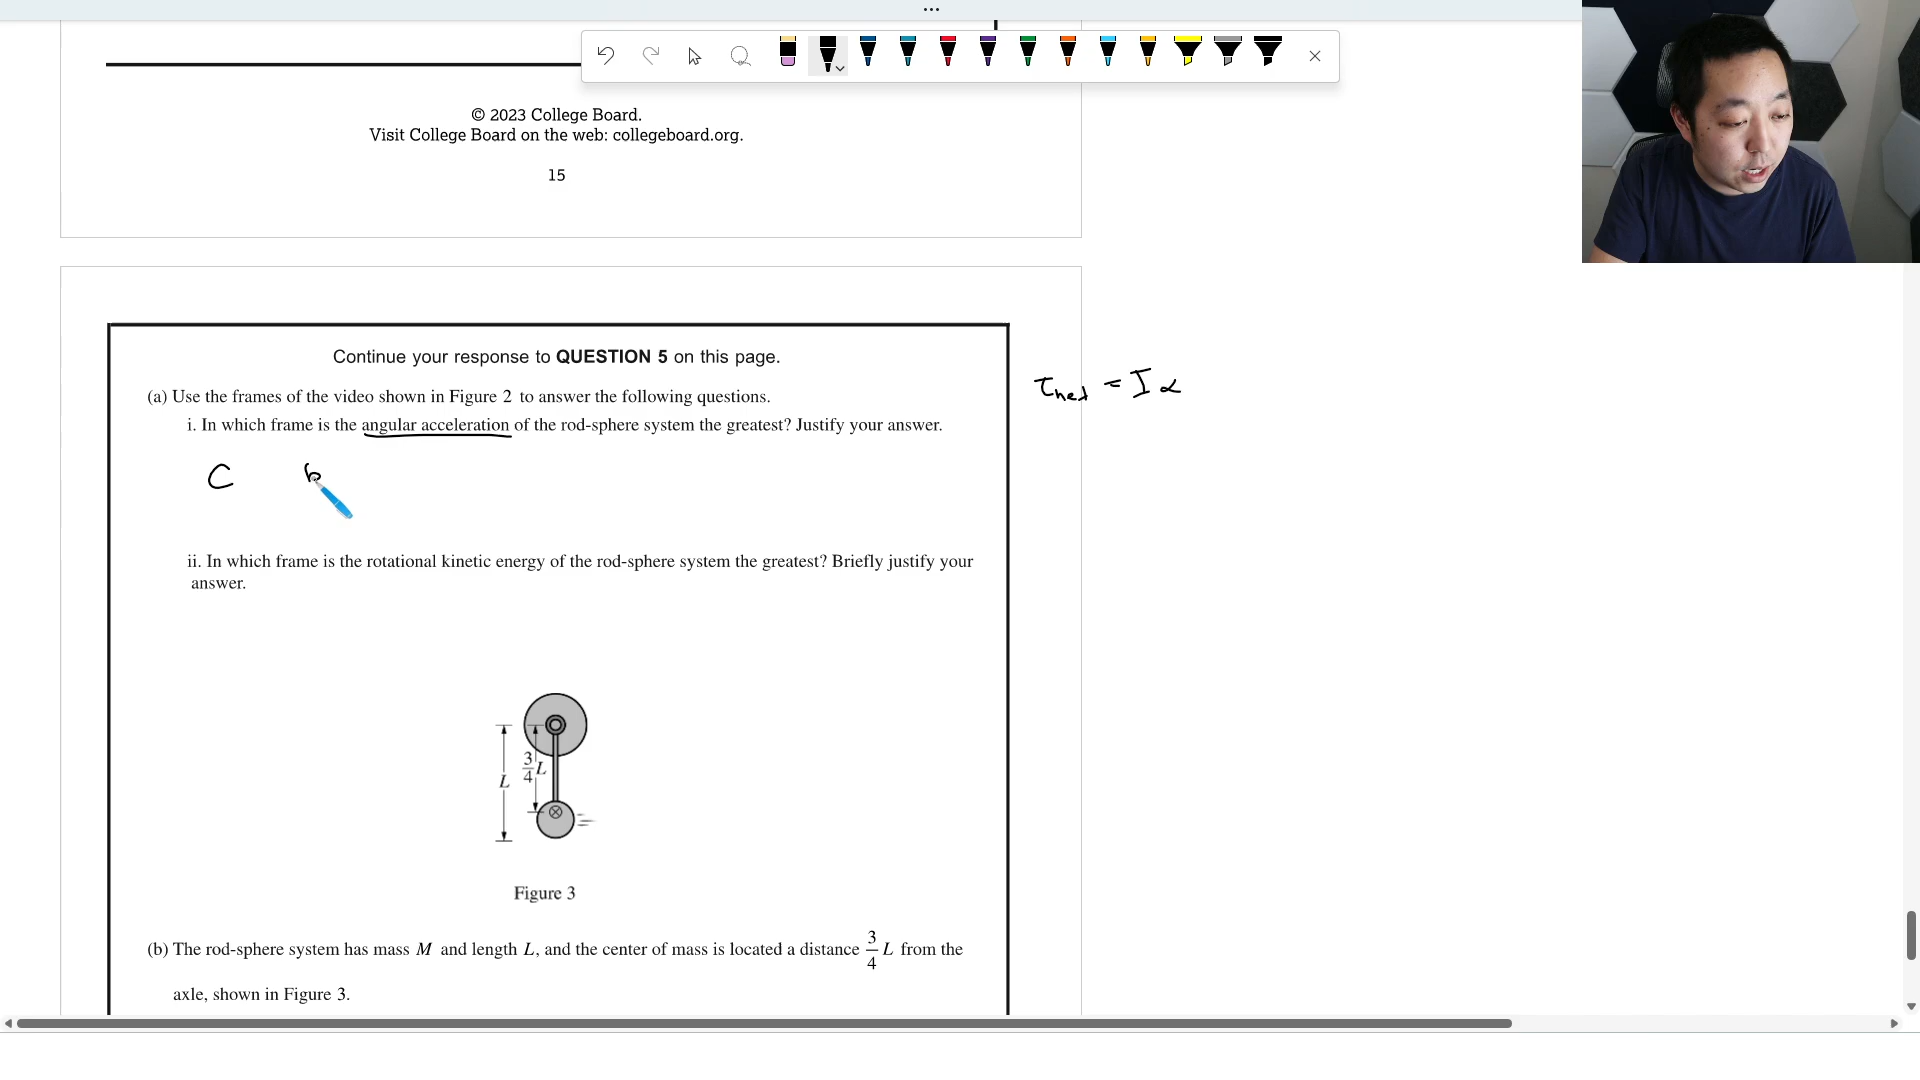 ...
© 2023 College Board.
Visit College Board on the web: collegeboard.org.
15
Continue your response to QUESTION 5 on this page.
(a) Use the frames of the video shown in Figure 2 to answer the following questions.
i. In which frame is the angular acceleration of the rod-sphere system the greatest? Justify your answer.
τnet = I α
C b
ii. In which frame is the rotational kinetic energy of the rod-sphere system the greatest? Briefly justify your
answer.
L 3/4 L
Figure 3
(b) The rod-sphere system has mass M and length L, and the center of mass is located a distance 3/4 L from the
axle, shown in Figure 3.